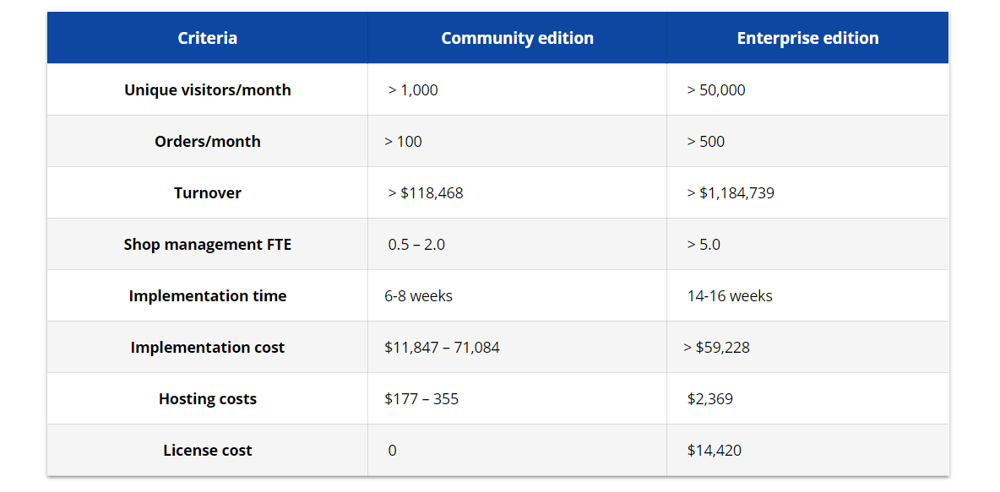 Criteria Community edition Enterprise edition
Unique visitors/month > 1,000 > 50,000
Orders/month > 100 > 500
Turnover > $118,468 > $1,184,739
Shop management FTE 0.5 – 2.0 > 5.0
Implementation time 6-8 weeks 14-16 weeks
Implementation cost $11,847 – 71,084 > $59,228
Hosting costs $177 – 355 $2,369
License cost 0 $14,420